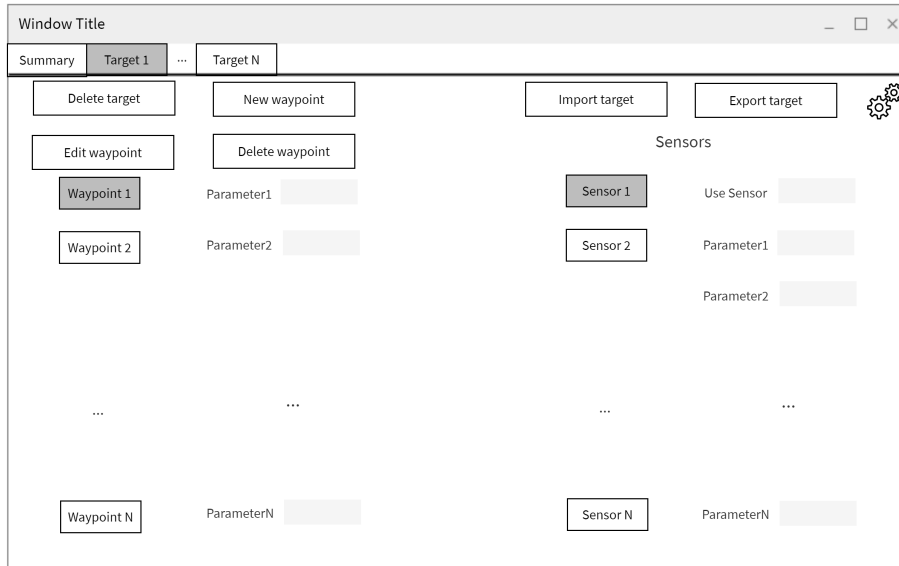 Window Title
Summary Target 1 ... Target N
Delete target New waypoint Import target Export target
Sensors
Edit waypoint Delete waypoint
Waypoint 1 Parameter1 Sensor 1 Use Sensor
Waypoint 2 Parameter2 Sensor 2 Parameter1
Parameter2
... ... ... ...
Waypoint N ParameterN Sensor N ParameterN